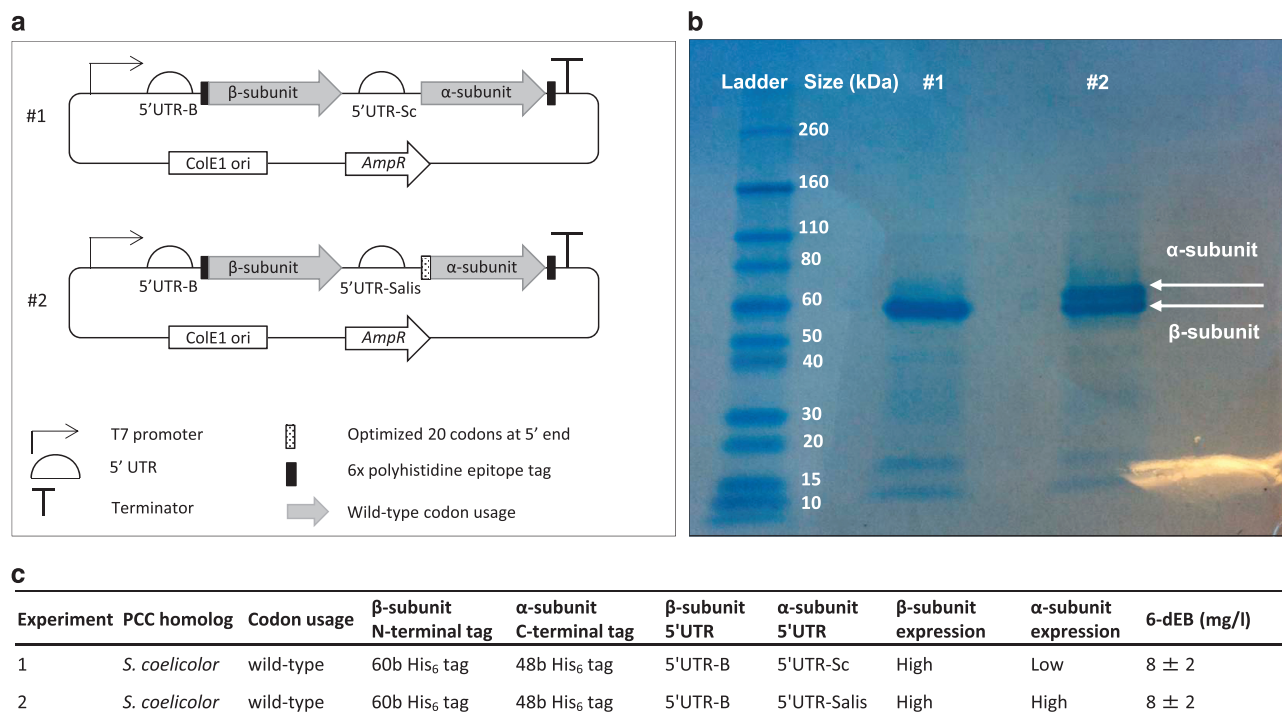 a
#1
5'UTR-B
β-subunit
5'UTR-Sc
α-subunit
ColE1 ori
AmpR
#2
5'UTR-B
β-subunit
5'UTR-Salis
α-subunit
ColE1 ori
AmpR
T7 promoter
5' UTR
Terminator
Optimized 20 codons at 5' end
6x polyhistidine epitope tag
Wild-type codon usage
b
Ladder Size (kDa) #1 #2
260
160
110
80
60
50
40
30
20
15
10
α-subunit
β-subunit
c
Experiment PCC homolog Codon usage β-subunit N-terminal tag α-subunit C-terminal tag β-subunit 5'UTR α-subunit 5'UTR β-subunit expression α-subunit expression 6-dEB (mg/l)
1 S. coelicolor wild-type 60b His₆ tag 48b His₆ tag 5'UTR-B 5'UTR-Sc High Low 8 ± 2
2 S. coelicolor wild-type 60b His₆ tag 48b His₆ tag 5'UTR-B 5'UTR-Salis High High 8 ± 2